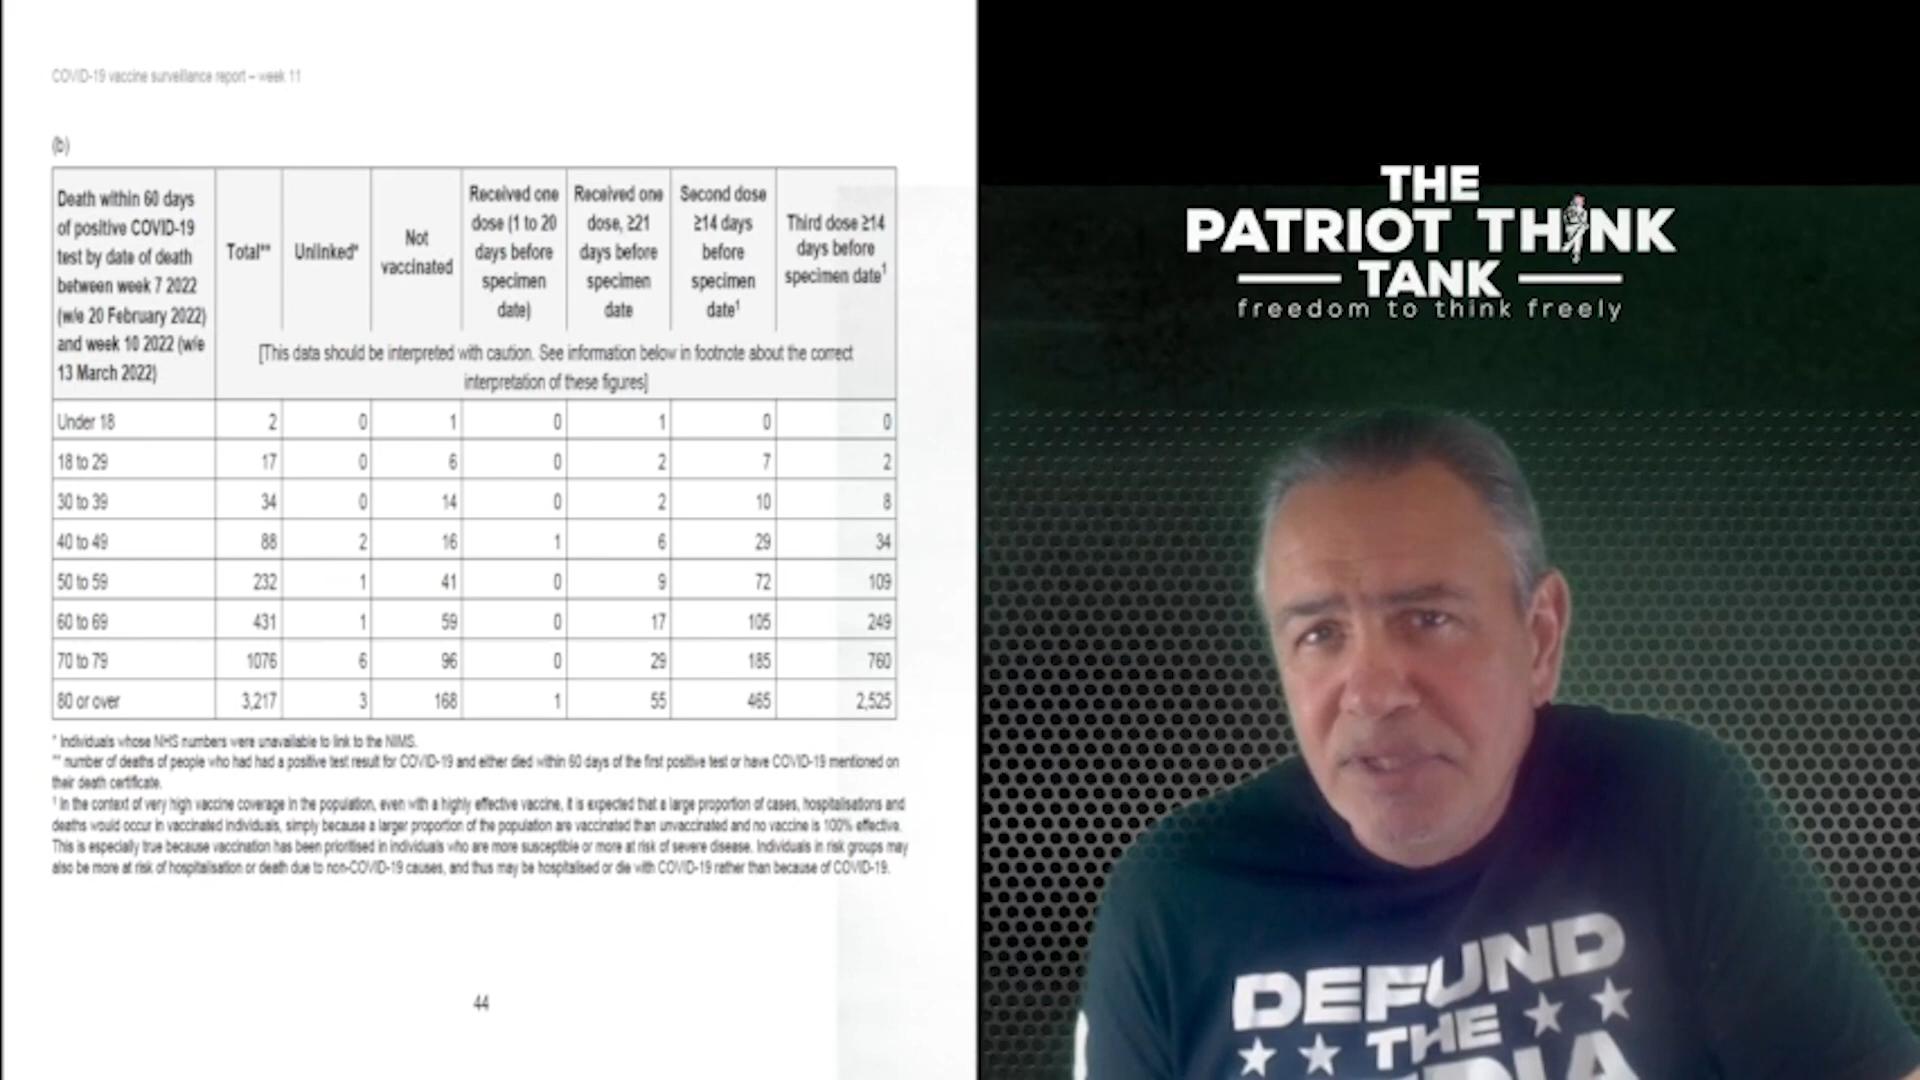 COVID-19 vaccine surveillance report – week 11
(b)
Death within 60 days
of positive COVID-19
test by date of death
between week 7 2022
(w/e 20 February 2022)
and week 10 2022 (w/e
13 March 2022)
Total**
Unlinked*
Not
vaccinated
Received one
dose (1 to 20
days before
specimen
date)
Received one
dose, ≥21
days before
specimen
date
Second dose
≥14 days
before
specimen
date¹
Third dose ≥14
days before
specimen date¹
[This data should be interpreted with caution. See information below in footnote about the correct
interpretation of these figures]
Under 18 2 0 1 0 1 0 0
18 to 29 17 0 6 0 2 7 2
30 to 39 34 0 14 0 2 10 8
40 to 49 88 2 16 1 6 29 34
50 to 59 232 1 41 0 9 72 109
60 to 69 431 1 59 0 17 105 249
70 to 79 1076 6 96 0 29 185 760
80 or over 3,217 3 168 1 55 465 2,525
* Individuals whose NHS numbers were unavailable to link to the NIMS.
** number of deaths of people who had had a positive test result for COVID-19 and either died within 60 days of the first positive test or have COVID-19 mentioned on
their death certificate.
¹ In the context of very high vaccine coverage in the population, even with a highly effective vaccine, it is expected that a large proportion of cases, hospitalisations and
deaths would occur in vaccinated individuals, simply because a larger proportion of the population are vaccinated than unvaccinated and no vaccine is 100% effective.
This is especially true because vaccination has been prioritised in individuals who are more susceptible or more at risk of severe disease. Individuals in risk groups may
also be more at risk of hospitalisation or death due to non-COVID-19 causes, and thus may be hospitalised or die with COVID-19 rather than because of COVID-19.
44
THE
PATRIOT THINK
TANK
freedom to think freely
DEFUND
THE